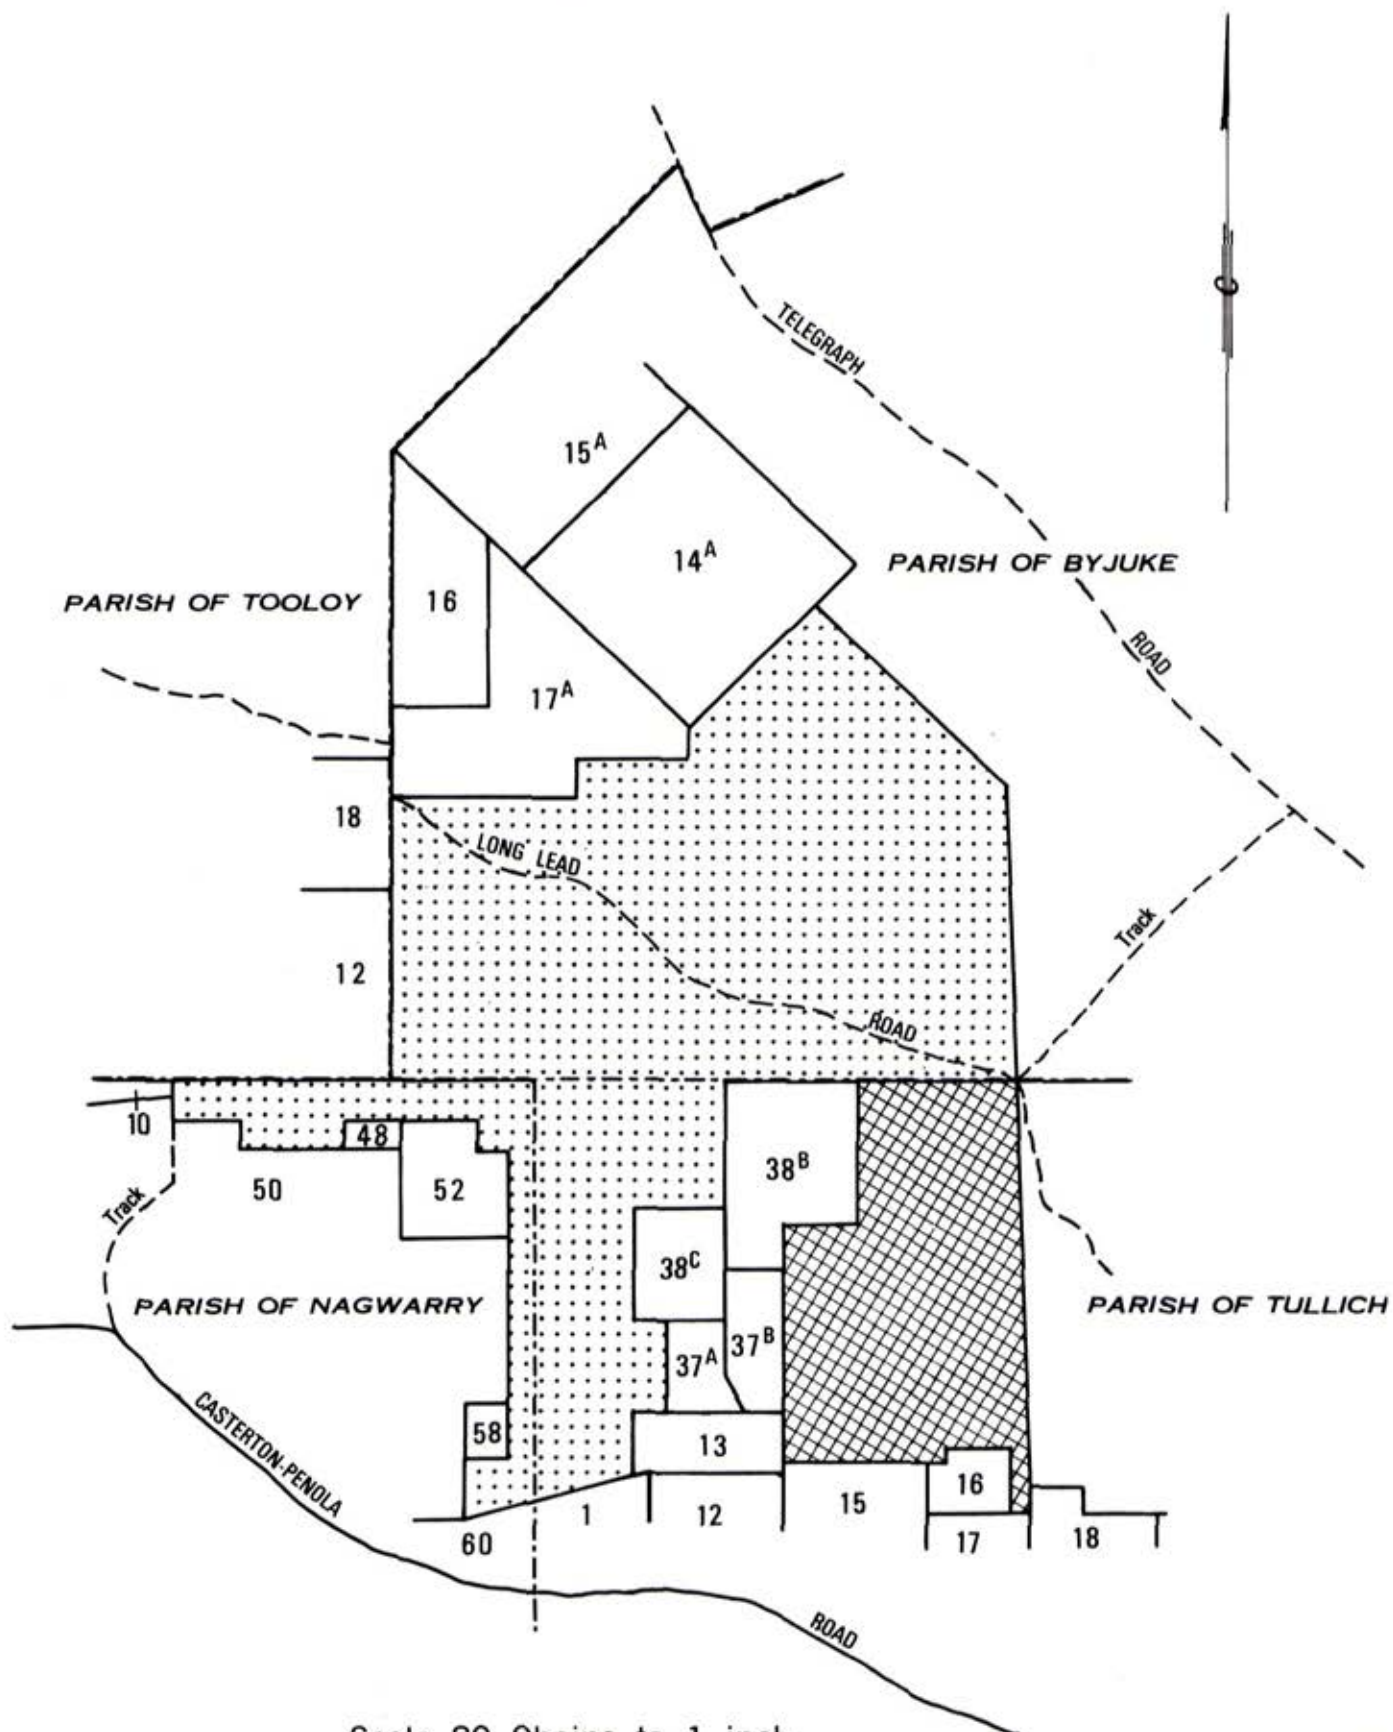 TELEGRAPH
15A
14A
PARISH OF BYJUKE
PARISH OF TOOLOY
16
ROAD
17A
18
LONG LEAD
12
Track
ROAD
10
48
38B
50
52
Track
38C
PARISH OF NAGWARRY
PARISH OF TULLICH
37A
37B
CASTERTON-PENOLA
58
13
16
1
12
15
60
17
18
ROAD